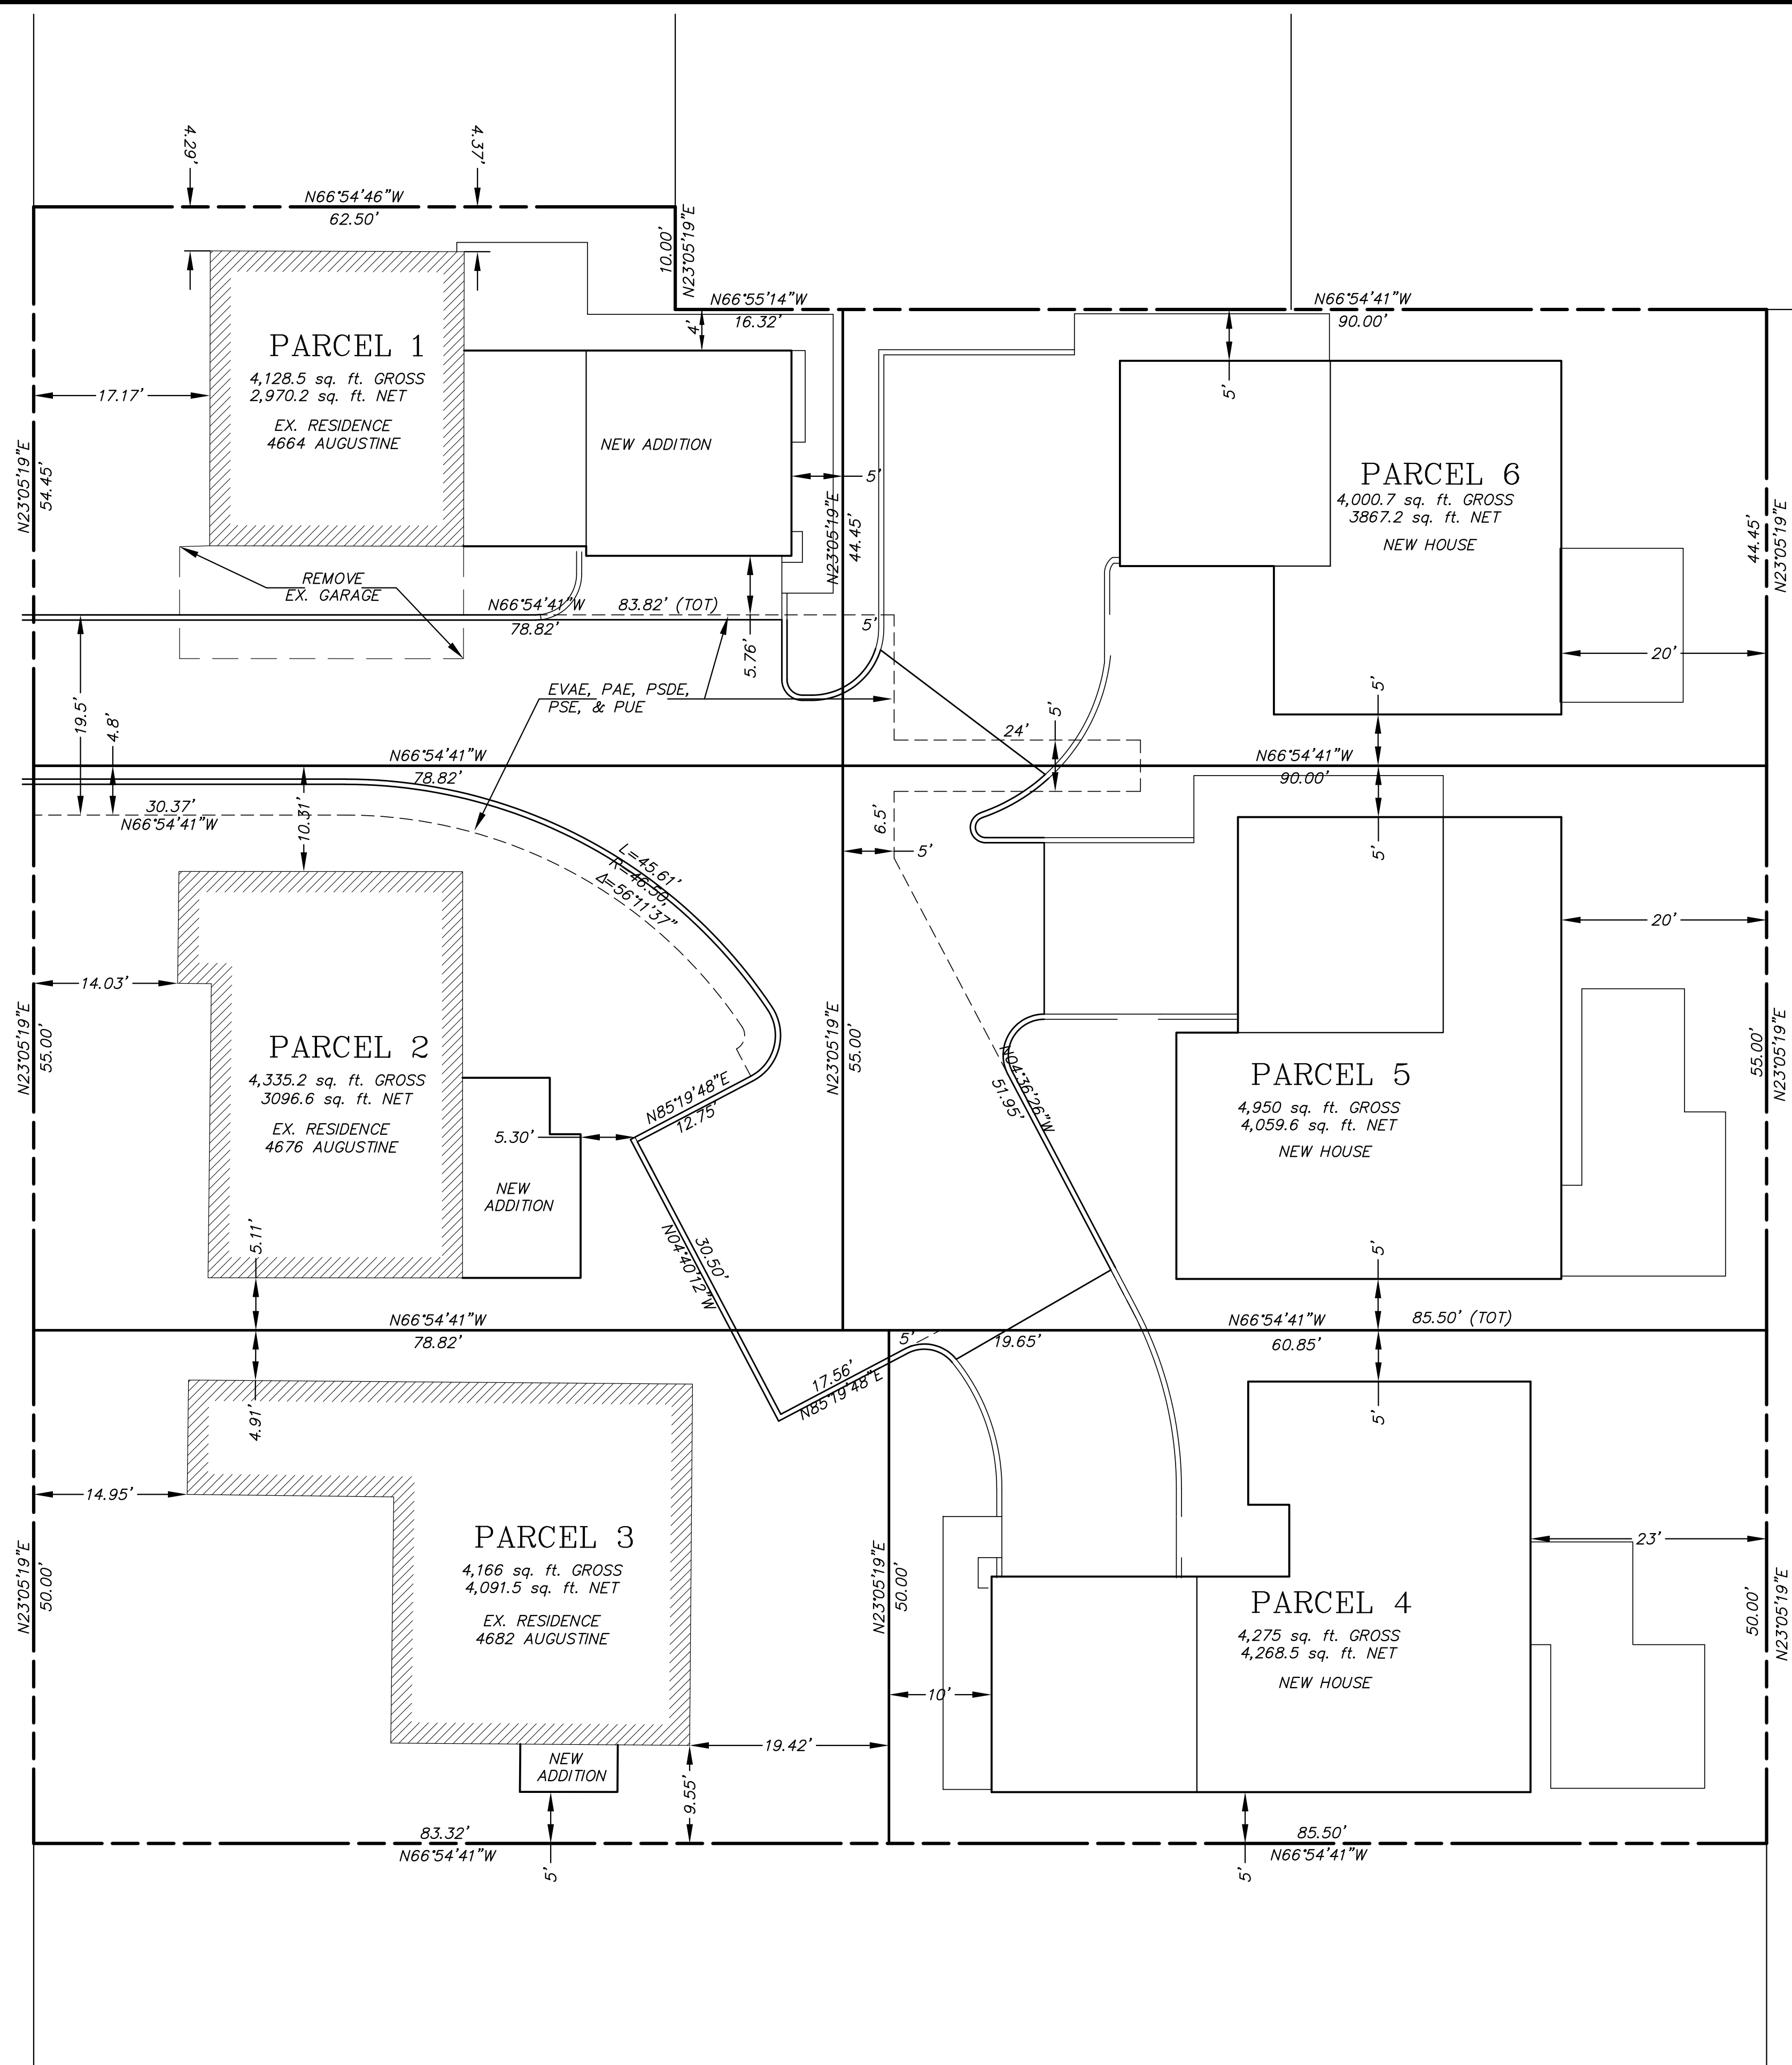 4.29'
4.37'
N66°54'46"W
62.50'
10.00'
N23°05'19"E
N66°55'14"W
16.32'
4'
N66°54'41"W
90.00'
5'
PARCEL 1
4,128.5 sq. ft. GROSS
2,970.2 sq. ft. NET
EX. RESIDENCE
4664 AUGUSTINE
17.17'
N23°05'19"E
54.45'
NEW ADDITION
5'
N23°05'19"E
44.45'
PARCEL 6
4,000.7 sq. ft. GROSS
3867.2 sq. ft. NET
NEW HOUSE
44.45'
N23°05'19"E
REMOVE
EX. GARAGE
N66°54'41"W
83.82' (TOT)
78.82'
5'
5.76'
20'
EVAE, PAE, PSDE,
PSE, & PUE
19.5'
4.8'
24'
5'
5'
N66°54'41"W
78.82'
N66°54'41"W
90.00'
30.37'
N66°54'41"W
10.31'
6.5'
5'
5'
L=45.61'
R=46.50'
Δ=56°11'37"
20'
14.03'
N23°05'19"E
55.00'
PARCEL 2
4,335.2 sq. ft. GROSS
3096.6 sq. ft. NET
EX. RESIDENCE
4676 AUGUSTINE
N85°19'48"E
12.75'
5.30'
NEW
ADDITION
N23°05'19"E
55.00'
N04°36'26"W
51.95'
PARCEL 5
4,950 sq. ft. GROSS
4,059.6 sq. ft. NET
NEW HOUSE
55.00'
N23°05'19"E
5.11'
30.50'
N04°40'12"W
5'
N66°54'41"W
78.82'
5'
19.65'
N66°54'41"W
85.50' (TOT)
60.85'
4.91'
17.56'
N85°19'48"E
5'
14.95'
N23°05'19"E
50.00'
PARCEL 3
4,166 sq. ft. GROSS
4,091.5 sq. ft. NET
EX. RESIDENCE
4682 AUGUSTINE
N23°05'19"E
50.00'
23'
PARCEL 4
4,275 sq. ft. GROSS
4,268.5 sq. ft. NET
NEW HOUSE
50.00'
N23°05'19"E
10'
NEW
ADDITION
19.42'
9.55'
83.32'
N66°54'41"W
5'
85.50'
N66°54'41"W
5'